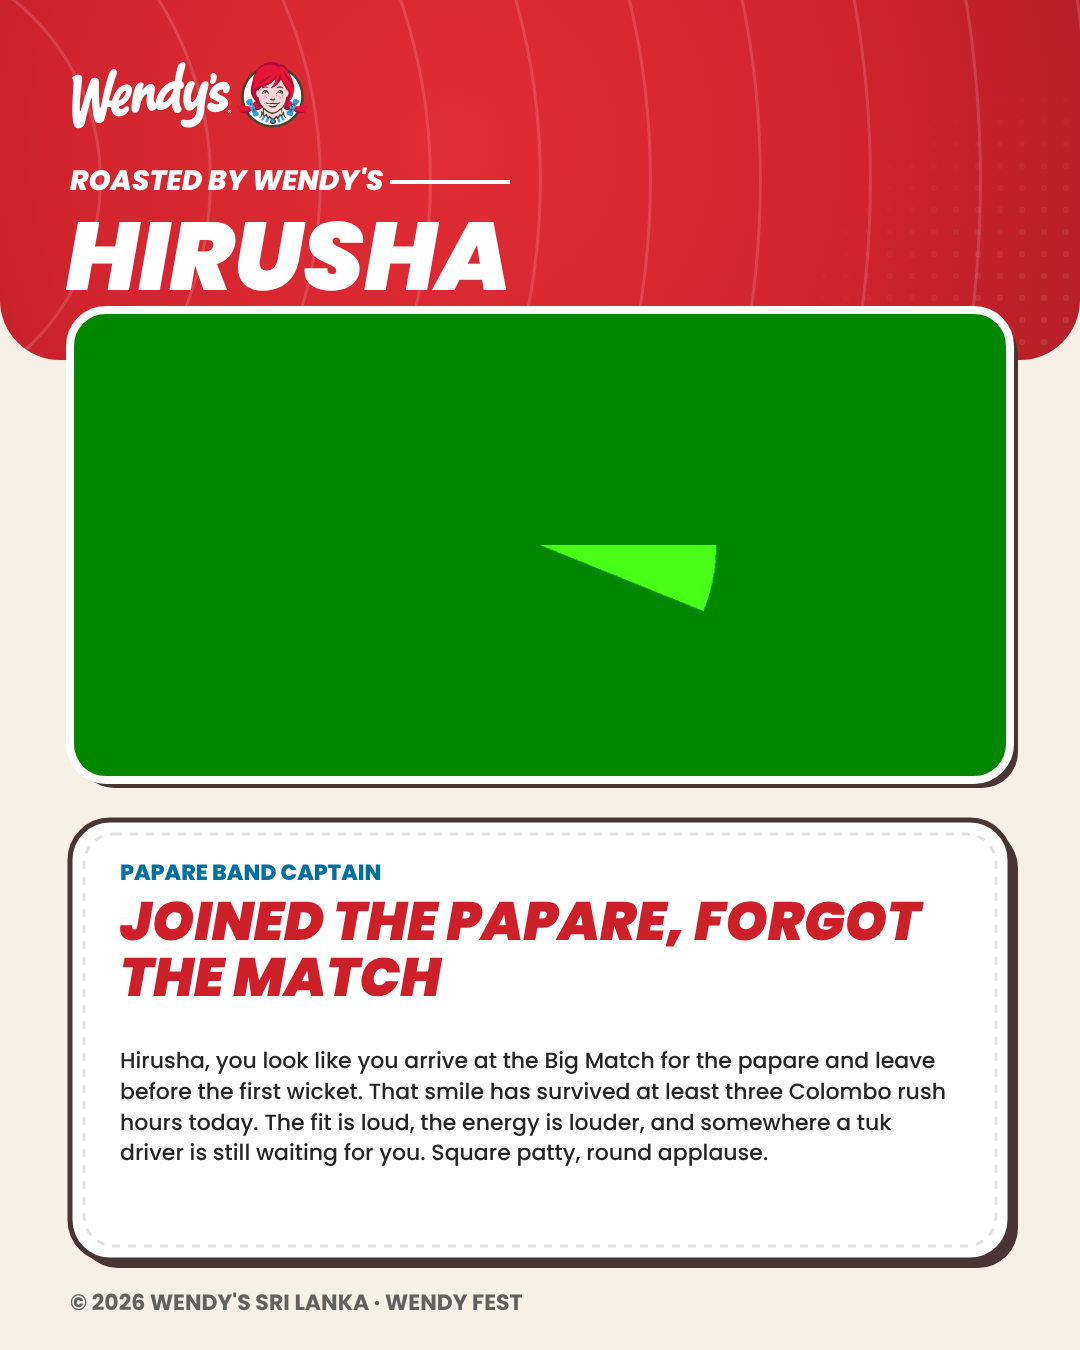 Wendy's
ROASTED BY WENDY'S
HIRUSHA
PAPARE BAND CAPTAIN
JOINED THE PAPARE, FORGOT
THE MATCH
Hirusha, you look like you arrive at the Big Match for the papare and leave
before the first wicket. That smile has survived at least three Colombo rush
hours today. The fit is loud, the energy is louder, and somewhere a tuk
driver is still waiting for you. Square patty, round applause.
© 2026 WENDY'S SRI LANKA · WENDY FEST